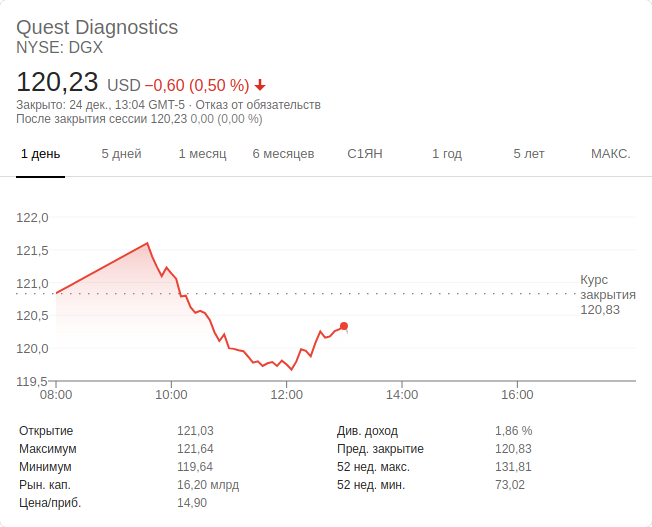 Quest Diagnostics
NYSE: DGX
120,23 USD −0,60 (0,50 %)
Закрыто: 24 дек., 13:04 GMT-5 · Отказ от обязательств
После закрытия сессии 120,23 0,00 (0,00 %)
1 день 5 дней 1 месяц 6 месяцев С1ЯН 1 год 5 лет МАКС.
122,0
121,5
121,0
120,5
120,0
119,5
Курс
закрытия
120,83
08:00 10:00 12:00 14:00 16:00
Открытие 121,03 Див. доход 1,86 %
Максимум 121,64 Пред. закрытие 120,83
Минимум 119,64 52 нед. макс. 131,81
Рын. кап. 16,20 млрд 52 нед. мин. 73,02
Цена/приб. 14,90